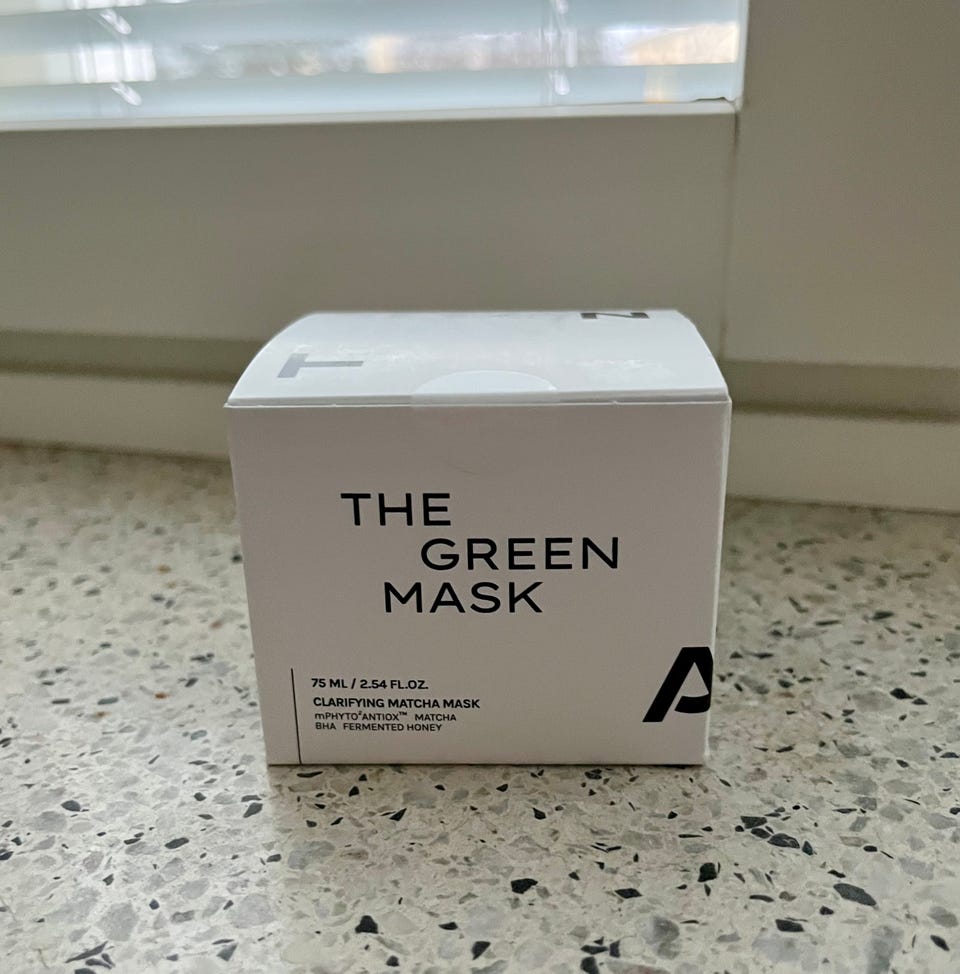 T
N
THE
GREEN
MASK
A
75 ML / 2.54 FL.OZ.
CLARIFYING MATCHA MASK
mPHYTO²ANTIOX™ MATCHA
BHA FERMENTED HONEY